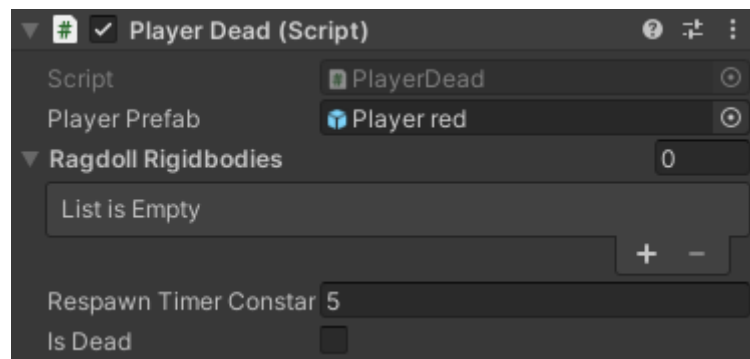 # Player Dead (Script)
Script PlayerDead
Player Prefab Player red
Ragdoll Rigidbodies 0
List is Empty
+ −
Respawn Timer Constar 5
Is Dead